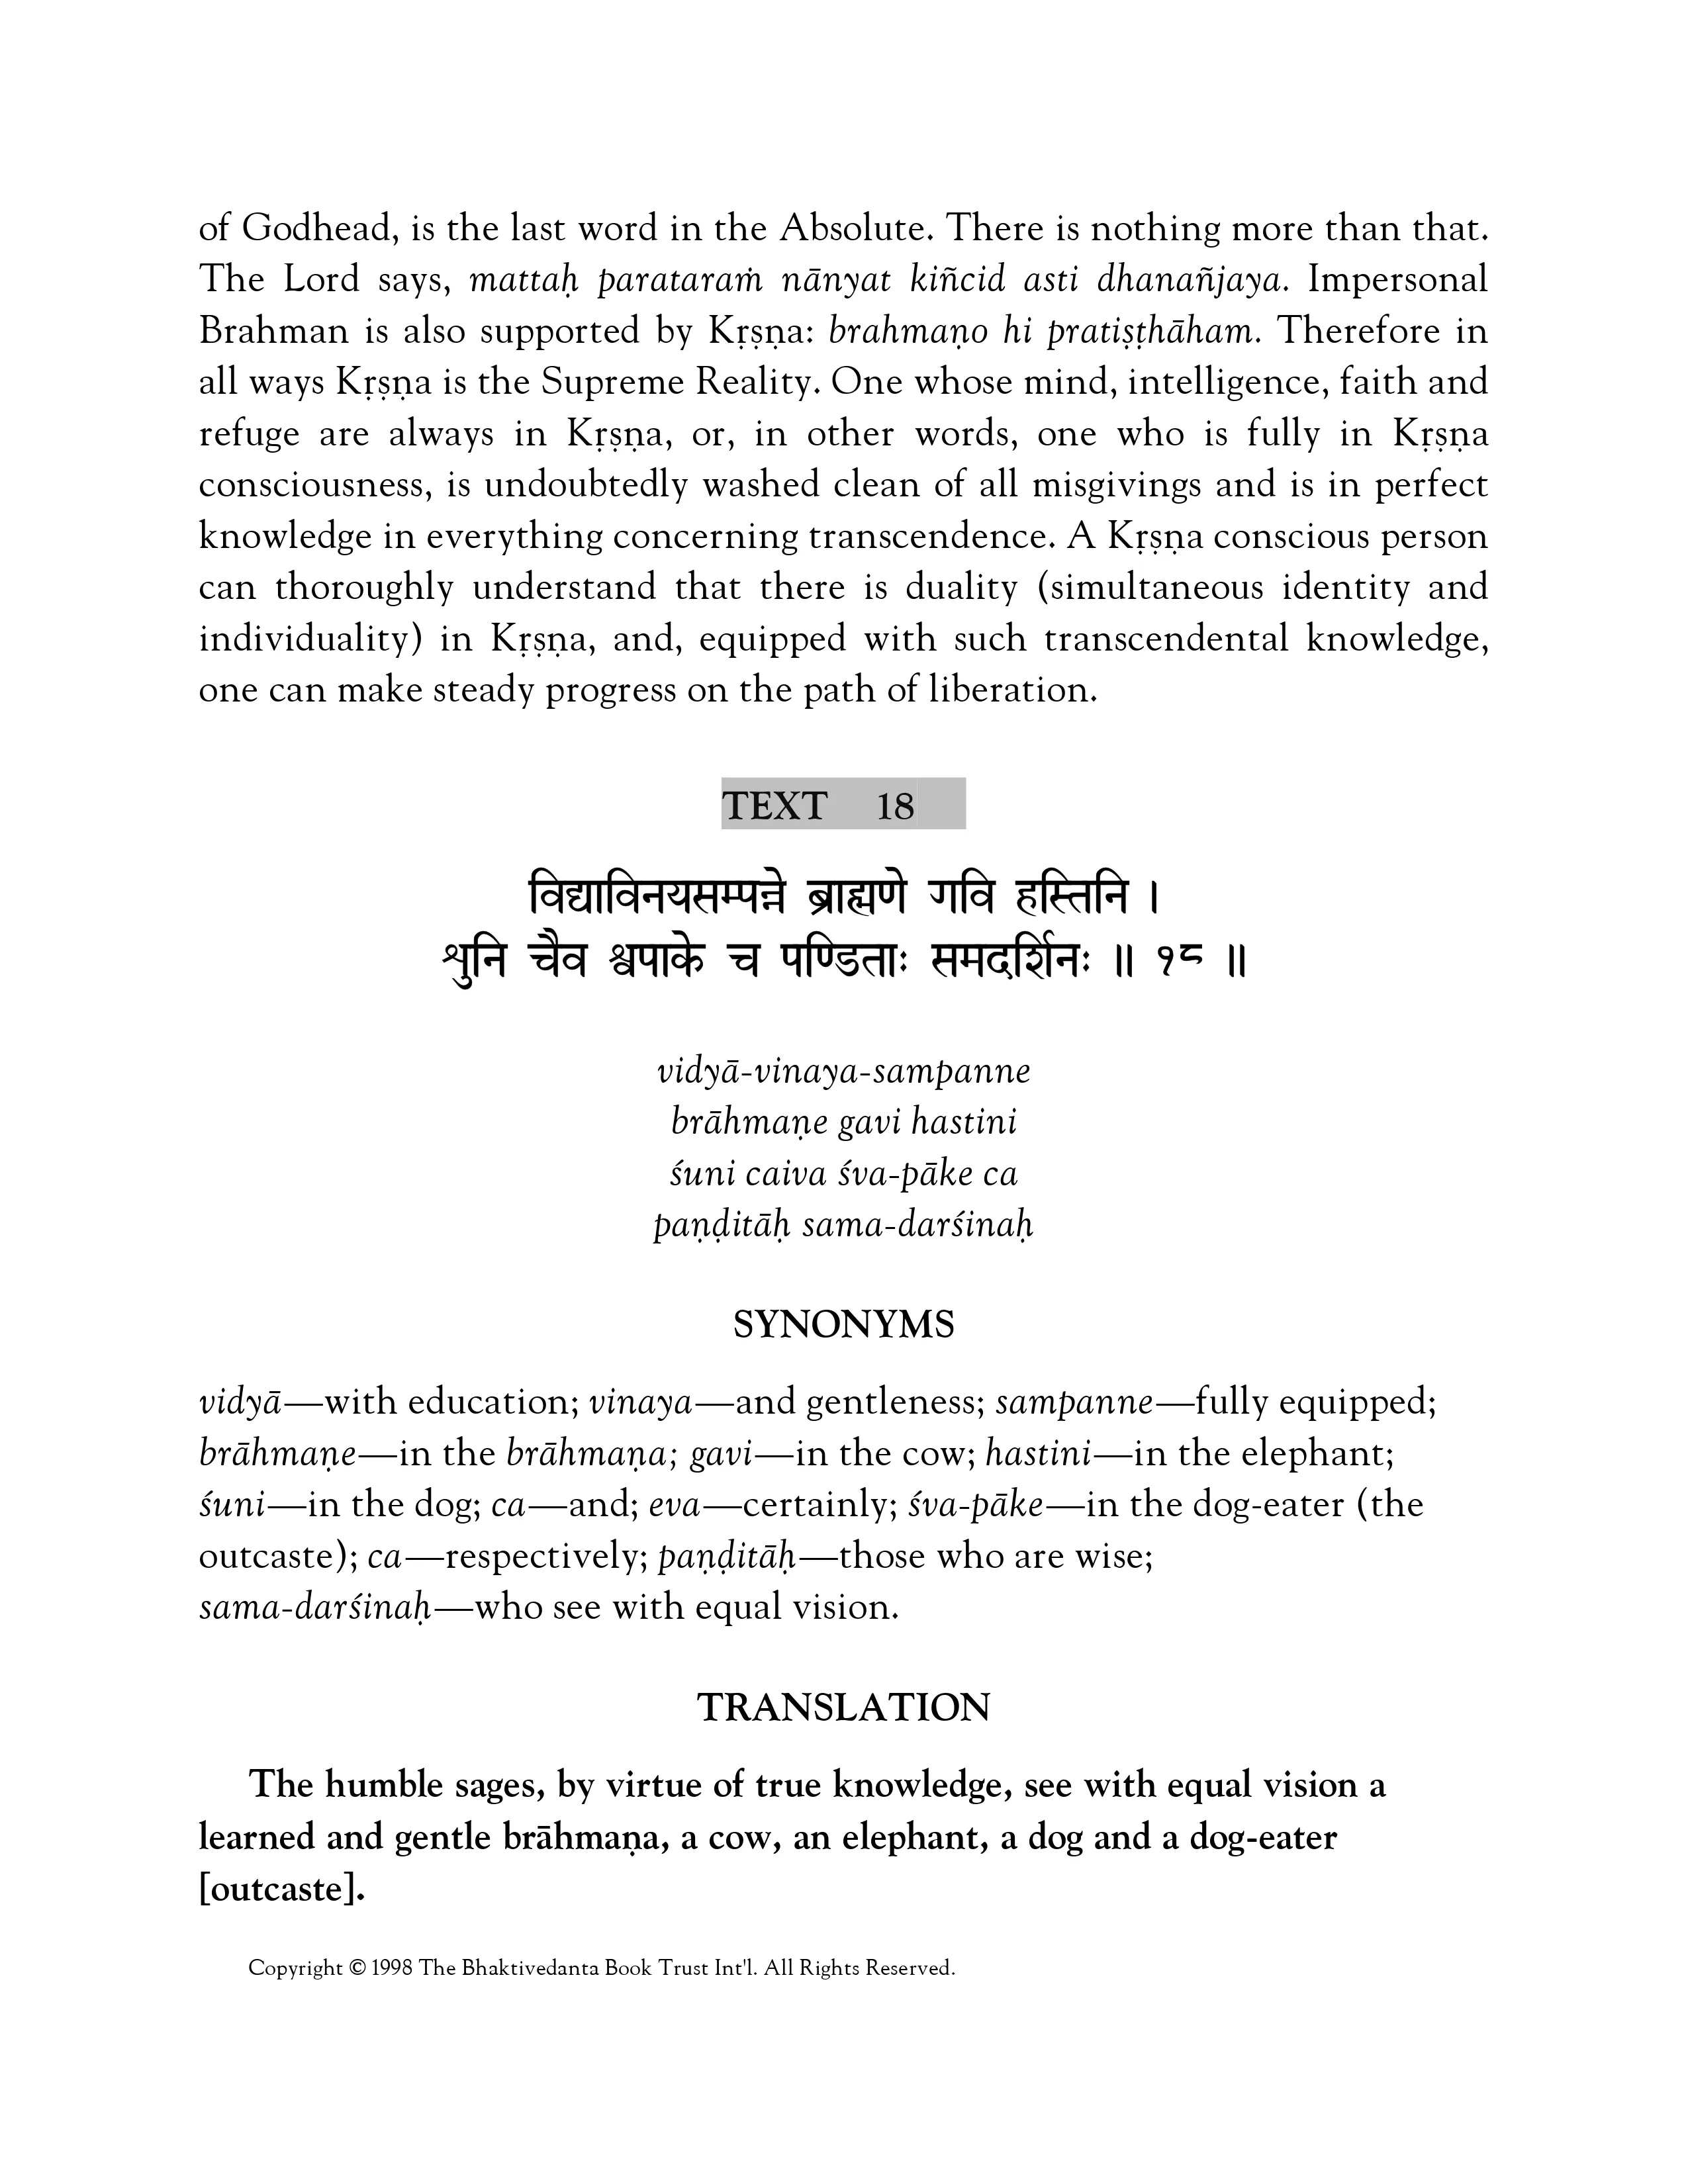 of Godhead, is the last word in the Absolute. There is nothing more than that.
The Lord says, mattaḥ parataraṁ nānyat kiñcid asti dhanañjaya. Impersonal
Brahman is also supported by Kṛṣṇa: brahmaṇo hi pratiṣṭhāham. Therefore in
all ways Kṛṣṇa is the Supreme Reality. One whose mind, intelligence, faith and
refuge are always in Kṛṣṇa, or, in other words, one who is fully in Kṛṣṇa
consciousness, is undoubtedly washed clean of all misgivings and is in perfect
knowledge in everything concerning transcendence. A Kṛṣṇa conscious person
can thoroughly understand that there is duality (simultaneous identity and
individuality) in Kṛṣṇa, and, equipped with such transcendental knowledge,
one can make steady progress on the path of liberation.
TEXT 18
विद्याविनयसम्पन्ने ब्राह्मणे गवि हस्तिनि ।
श‍ुनि चैव श्वपाके च पण्डिताः समदर्शिनः ॥ १८ ॥
vidyā-vinaya-sampanne
brāhmaṇe gavi hastini
śuni caiva śva-pāke ca
paṇḍitāḥ sama-darśinaḥ
SYNONYMS
vidyā—with education; vinaya—and gentleness; sampanne—fully equipped;
brāhmaṇe—in the brāhmaṇa; gavi—in the cow; hastini—in the elephant;
śuni—in the dog; ca—and; eva—certainly; śva-pāke—in the dog-eater (the
outcaste); ca—respectively; paṇḍitāḥ—those who are wise;
sama-darśinaḥ—who see with equal vision.
TRANSLATION
The humble sages, by virtue of true knowledge, see with equal vision a
learned and gentle brāhmaṇa, a cow, an elephant, a dog and a dog-eater
[outcaste].
Copyright © 1998 The Bhaktivedanta Book Trust Int'l. All Rights Reserved.